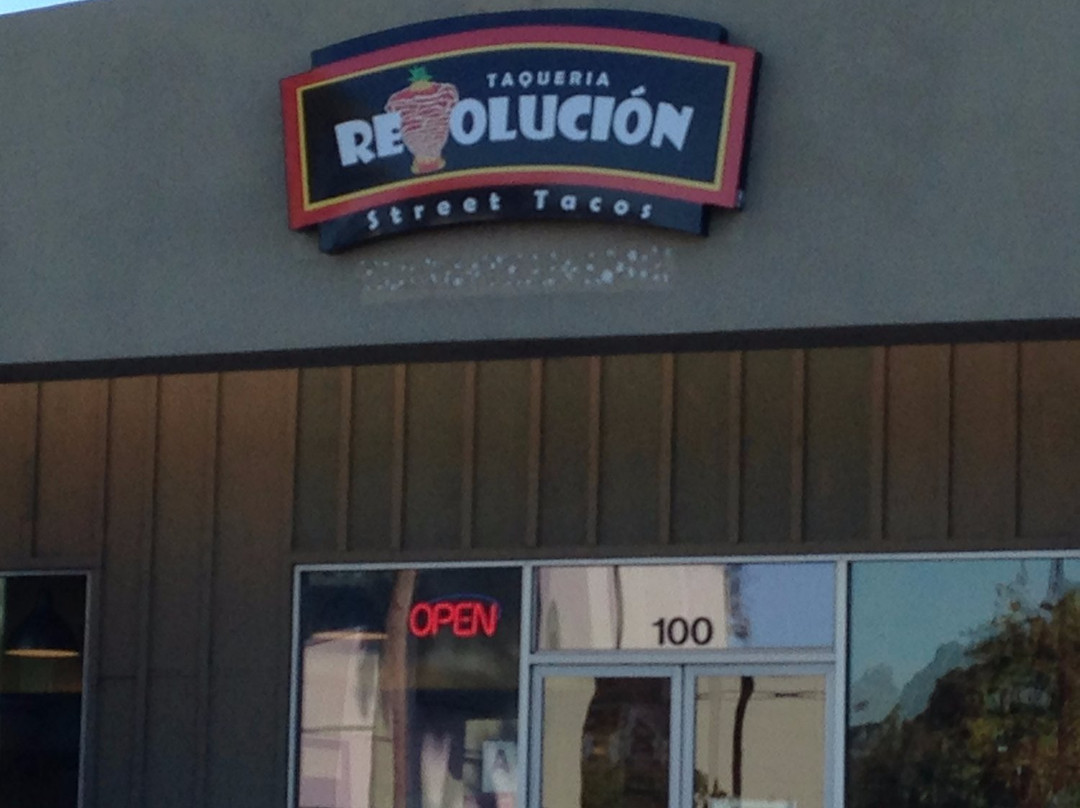 TAQUERIA
REVOLUCIÓN
Street Tacos
OPEN
100
A